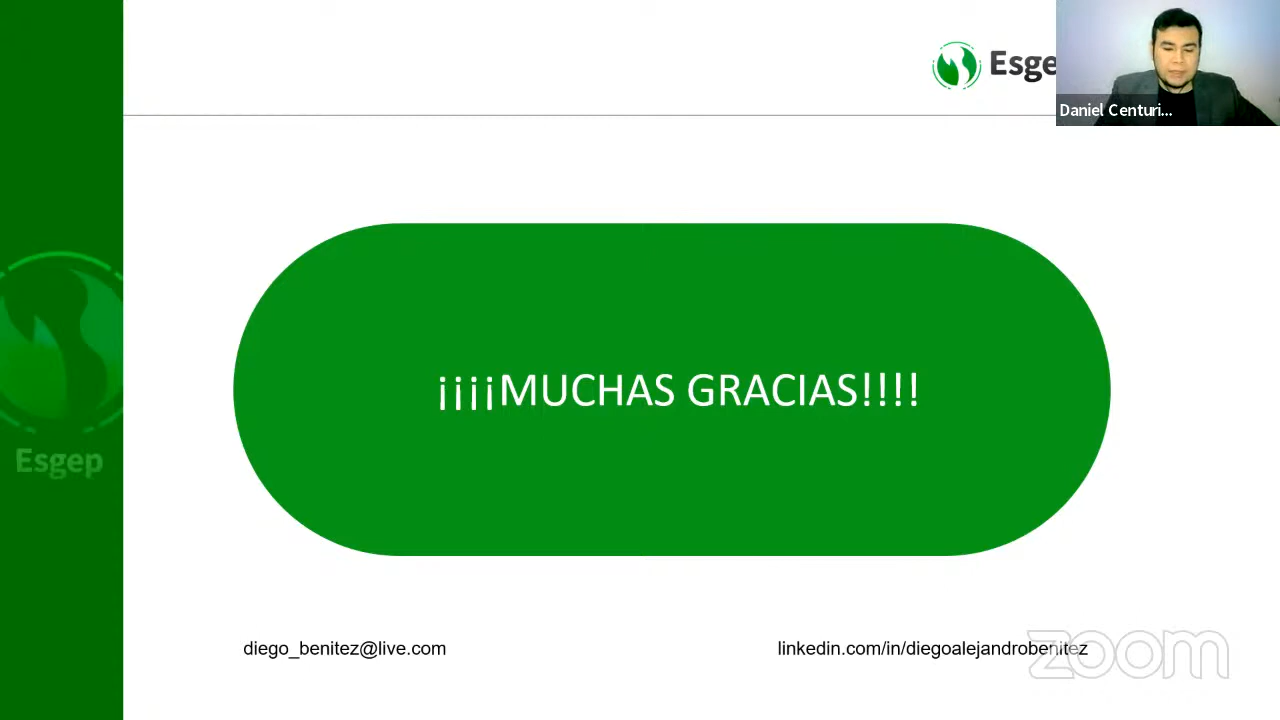 Esge
Daniel Centuri...
¡¡¡¡MUCHAS GRACIAS!!!!
Esgep
diego_benitez@live.com
linkedin.com/in/diegoalejandrobenitez
zoom